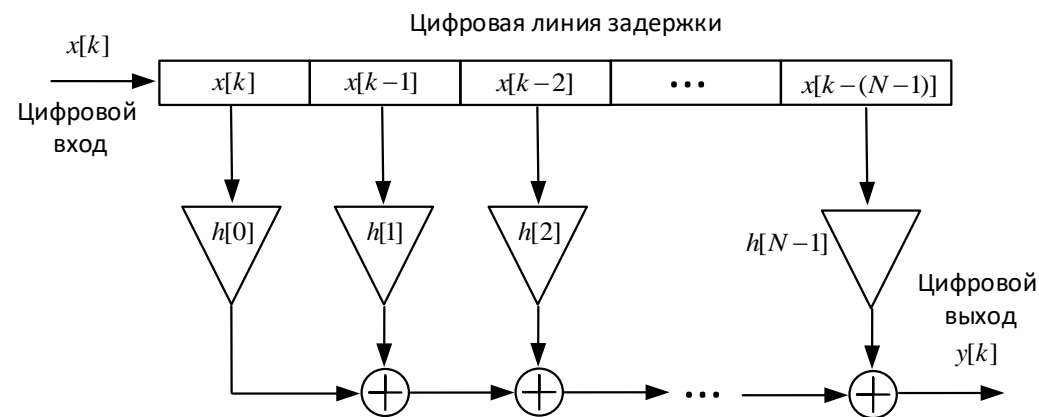 Цифровая линия задержки
x[k]
x[k] x[k−1] x[k−2] ••• x[k−(N−1)]
Цифровой
вход
h[0] h[1] h[2] h[N−1]
Цифровой
выход
y[k]
•••